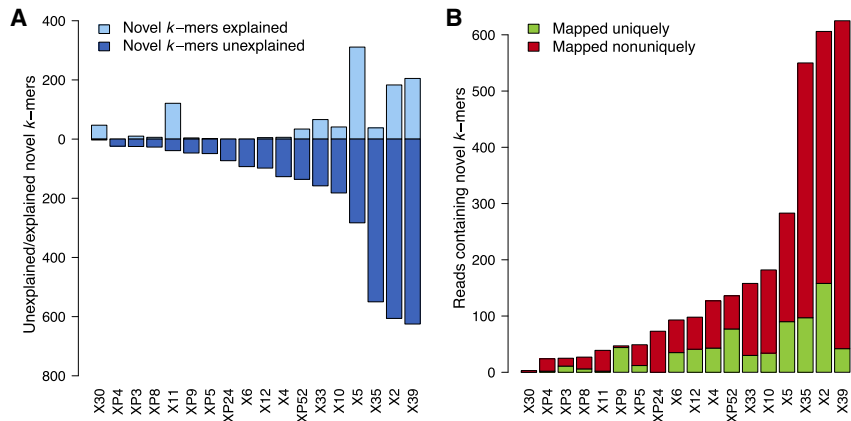 A
Novel k−mers explained
Novel k−mers unexplained
Unexplained/explained novel k−mers
400
200
0
200
400
600
800
X30 XP4 XP3 XP8 X11 XP9 XP5 XP24 X6 X12 X4 XP52 X33 X10 X5 X35 X2 X39
B
Mapped uniquely
Mapped nonuniquely
Reads containing novel k−mers
600
500
400
300
200
100
0
X30 XP4 XP3 XP8 X11 XP9 XP5 XP24 X6 X12 X4 XP52 X33 X10 X5 X35 X2 X39